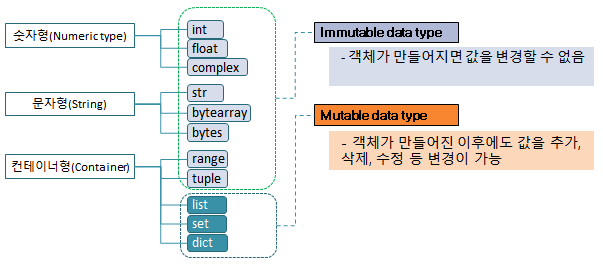 숫자형(Numeric type)
int
float
complex
문자형(String)
str
bytearray
bytes
컨테이너형(Container)
range
tuple
list
set
dict
Immutable data type
- 객체가 만들어지면 값을 변경할 수 없음
Mutable data type
- 객체가 만들어진 이후에도 값을 추가,
삭제, 수정 등 변경이 가능